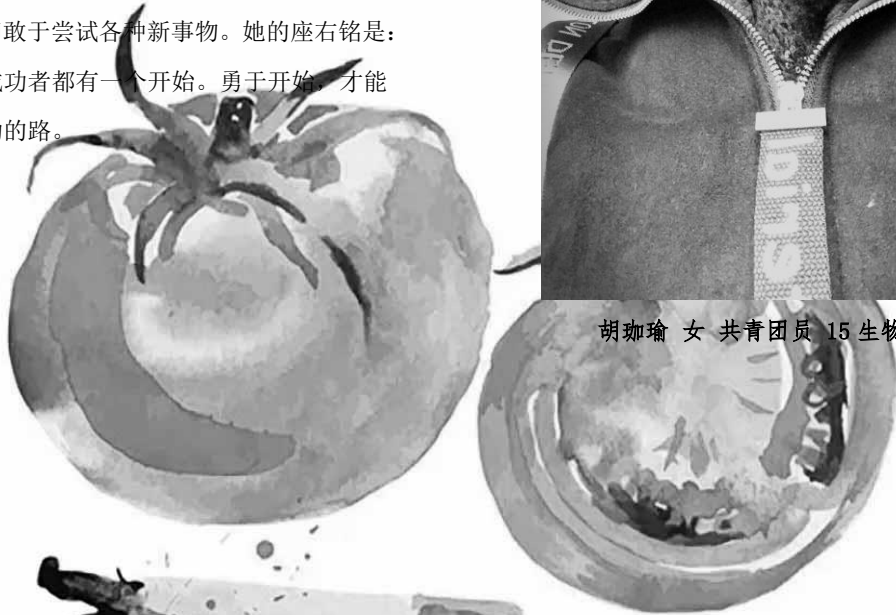 敢于尝试各种新事物。她的座右铭是：
功者都有一个开始。勇于开始，才能
的路。
胡珈瑜 女 共青团员 15 生物